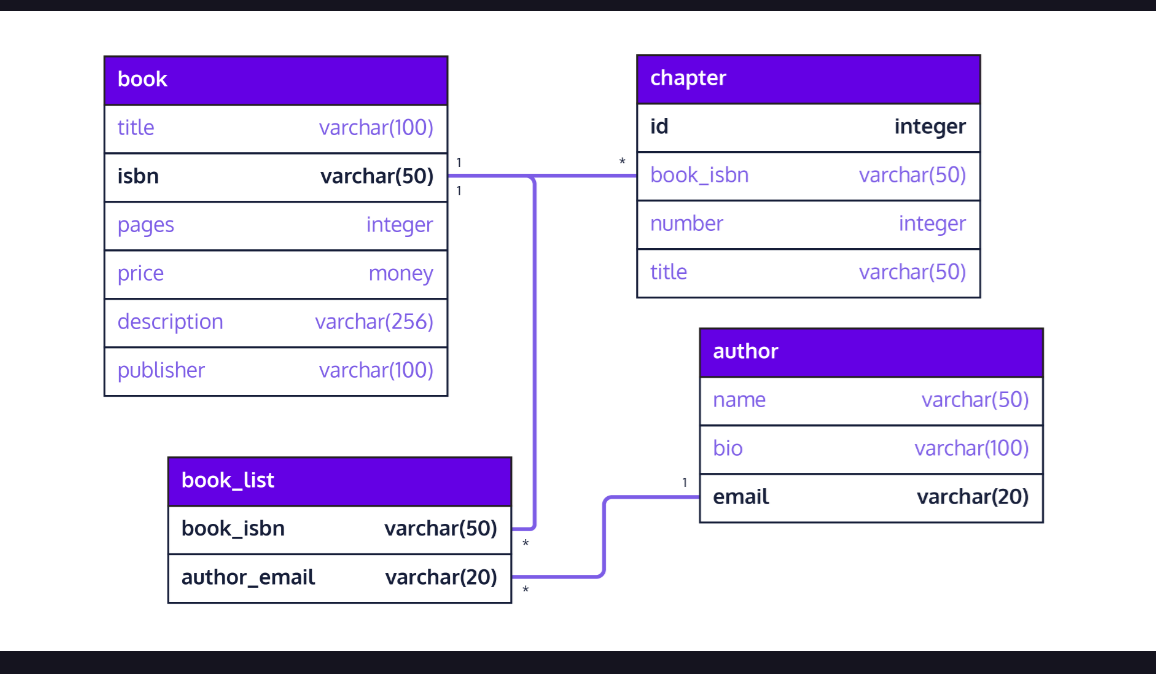 book
title varchar(100)
isbn varchar(50)
pages integer
price money
description varchar(256)
publisher varchar(100)
1
1
*
chapter
id integer
book_isbn varchar(50)
number integer
title varchar(50)
author
name varchar(50)
bio varchar(100)
email varchar(20)
1
book_list
book_isbn varchar(50)
author_email varchar(20)
*
*